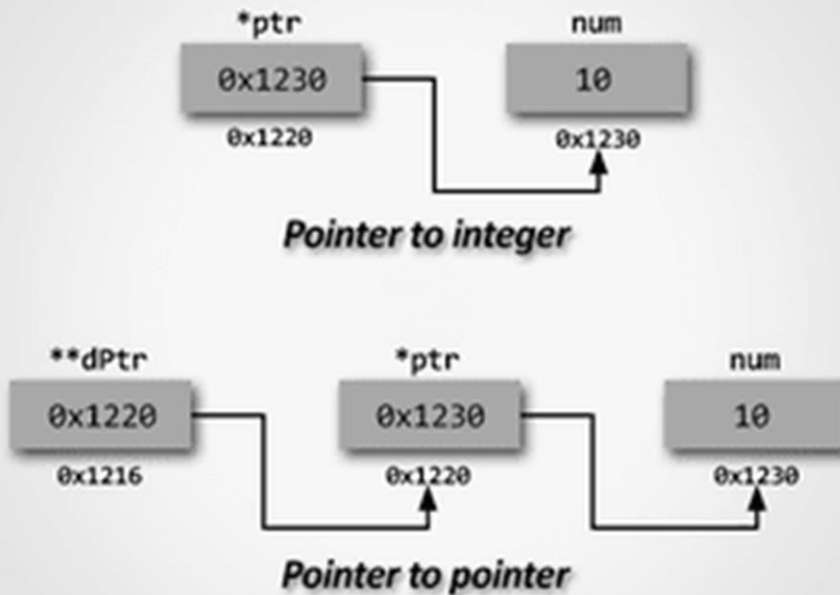 *ptr num
0x1230 10
0x1220 0x1230
Pointer to integer
**dPtr *ptr num
0x1220 0x1230 10
0x1216 0x1220 0x1230
Pointer to pointer